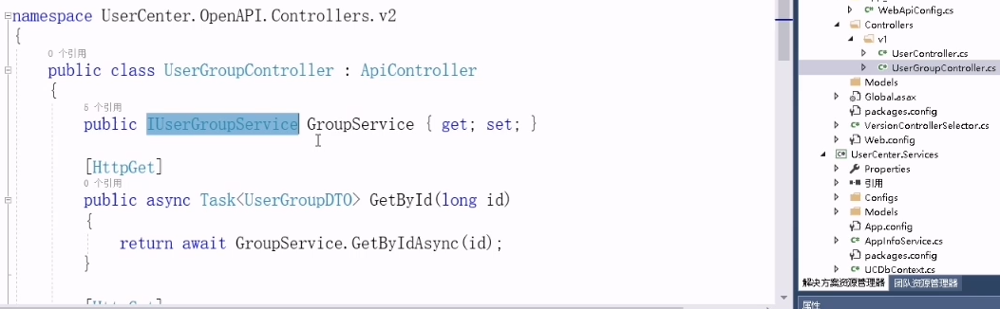 namespace UserCenter.OpenAPI.Controllers.v2
{
0 个引用
public class UserGroupController : ApiController
{
5 个引用
public IUserGroupService GroupService { get; set; }
[HttpGet]
0 个引用
public async Task<UserGroupDTO> GetById(long id)
{
return await GroupService.GetByIdAsync(id);
}
[HttpGet]
WebApiConfig.cs
Controllers
v1
UserController.cs
UserGroupController.cs
Models
Global.asax
packages.config
VersionControllerSelector.cs
Web.config
UserCenter.Services
Properties
引用
Configs
Models
App.config
AppInfoService.cs
packages.config
UCDbContext.cs
解决方案资源管理器 团队资源管理器
属性